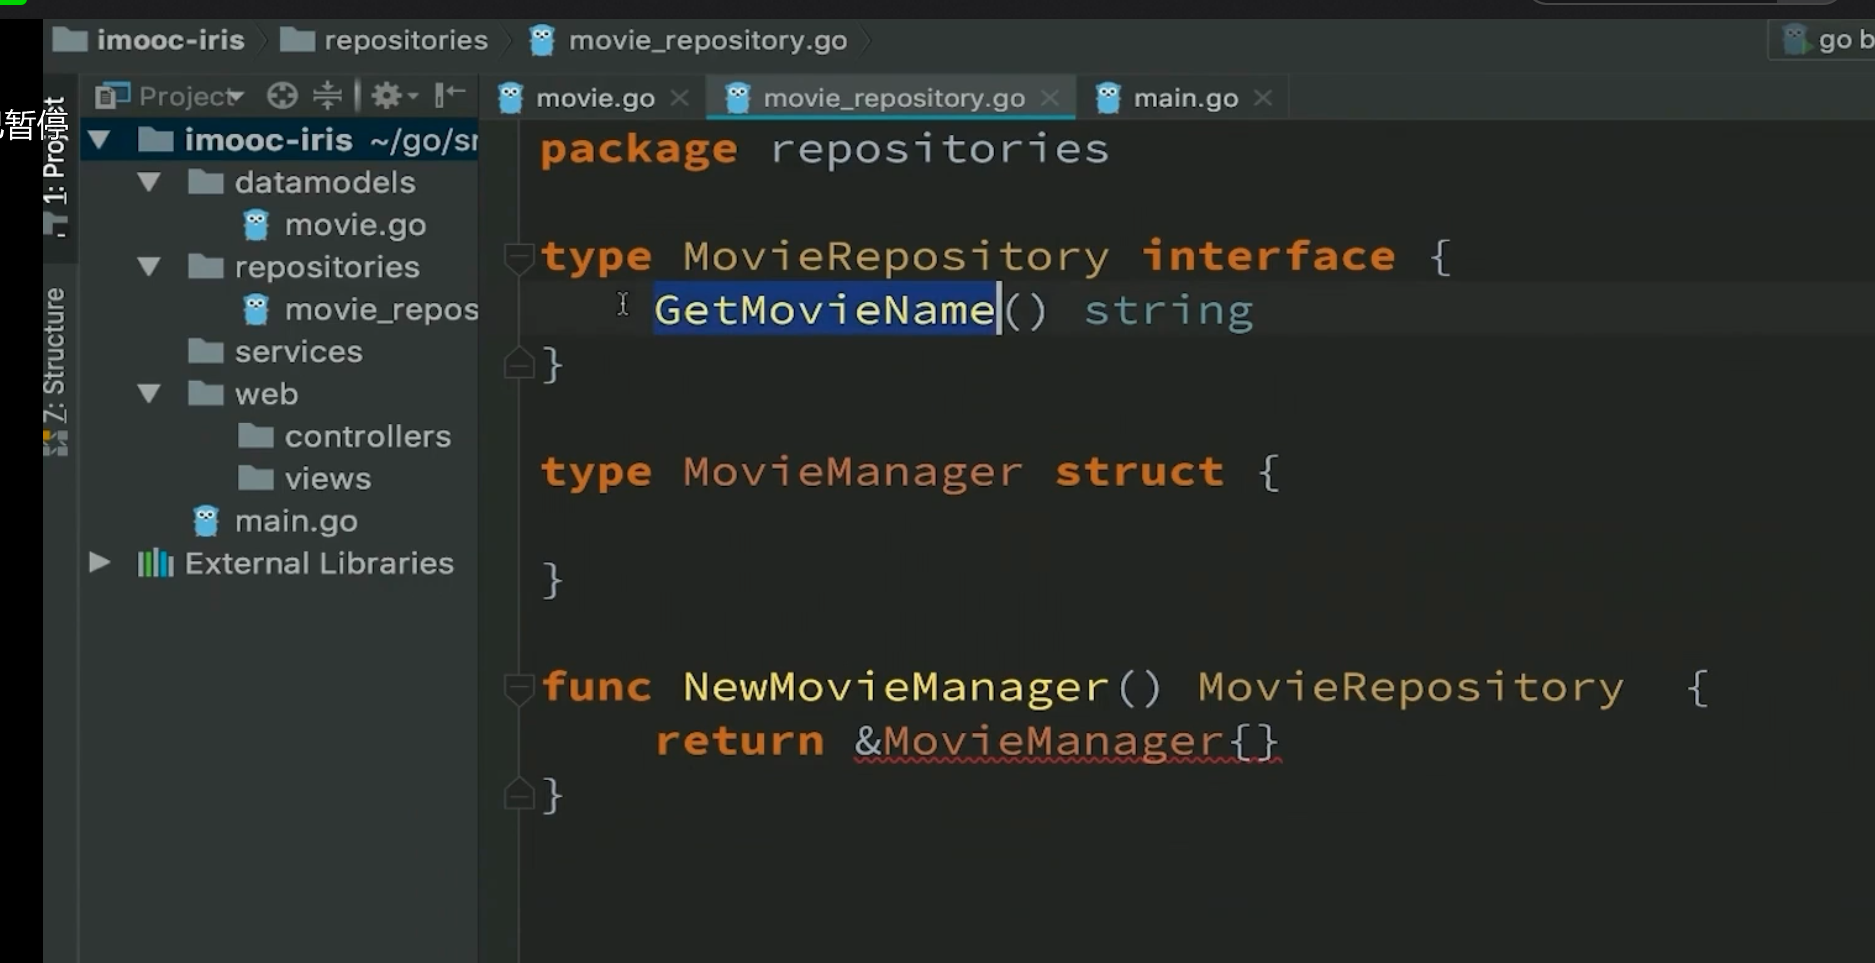 imooc-iris repositories movie_repository.go
Project
movie.go movie_repository.go main.go
暂停
1: Project
7: Structure
imooc-iris ~/go/sr
datamodels
movie.go
repositories
movie_repos
services
web
controllers
views
main.go
External Libraries
package repositories
type MovieRepository interface {
GetMovieName() string
}
type MovieManager struct {
}
func NewMovieManager() MovieRepository {
return &MovieManager{}
}
go b